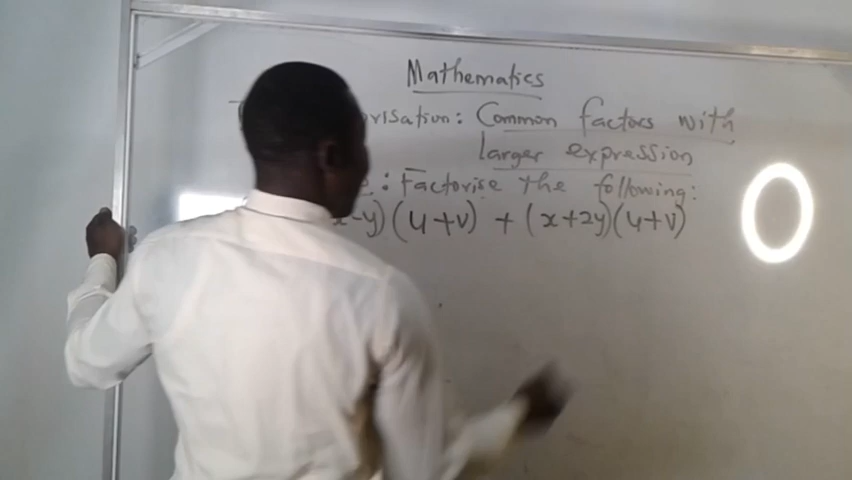 Mathematics
Common factors with
larger expression
: Factorise the following:
x-y)(u+v) + (x+2y)(u+v)